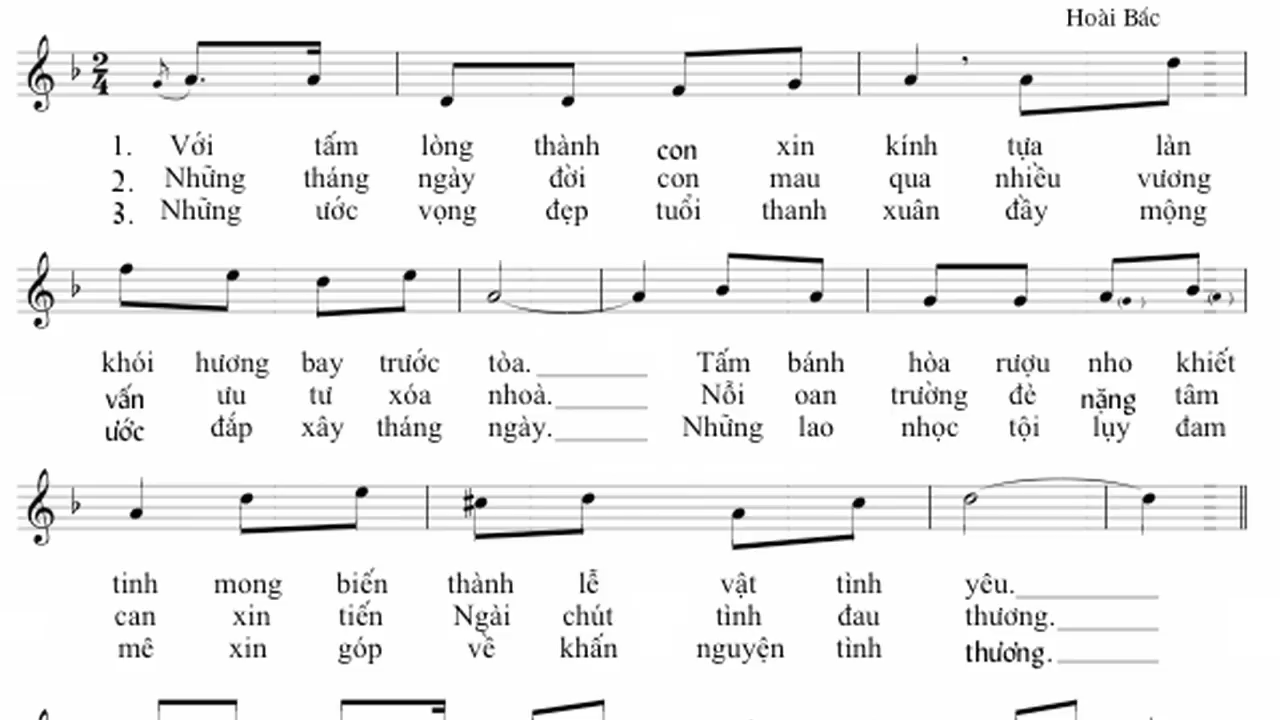 Hoài Bắc
2
4
1. Với tấm lòng thành con xin kính tựa làn
2. Những tháng ngày đời con mau qua nhiều vương
3. Những ước vọng đẹp tuổi thanh xuân đầy mộng
khói hương bay trước tòa.
vấn ưu tư xóa nhoà.
ước đắp xây tháng ngày.
Tấm bánh hòa rượu nho khiết
Nỗi oan trường đè nặng tâm
Những lao nhọc tội lụy đam
tinh mong biến thành lễ vật tình yêu.
can xin tiến Ngài chút tình đau thương.
mê xin góp về khấn nguyện tình thương.